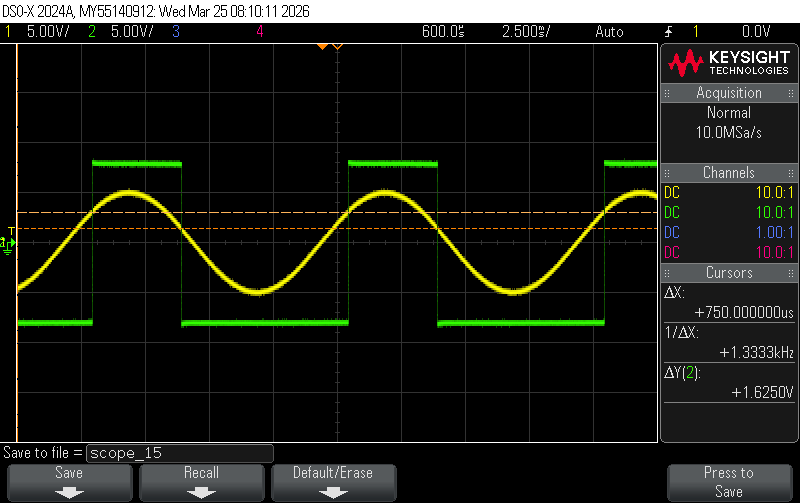 DSO-X 2024A, MY55140912: Wed Mar 25 08:10:11 2026
1 5.00V/ 2 5.00V/ 3 4 600.0us 2.500ms/ Auto 1 0.0V
KEYSIGHT
TECHNOLOGIES
Acquisition
Normal
10.0MSa/s
Channels
DC 10.0:1
DC 10.0:1
DC 1.00:1
DC 10.0:1
Cursors
ΔX:
+750.000000us
1/ΔX:
+1.3333kHz
ΔY(2):
+1.6250V
T
Save to file = scope_15
Save
Recall
Default/Erase
Press to
Save